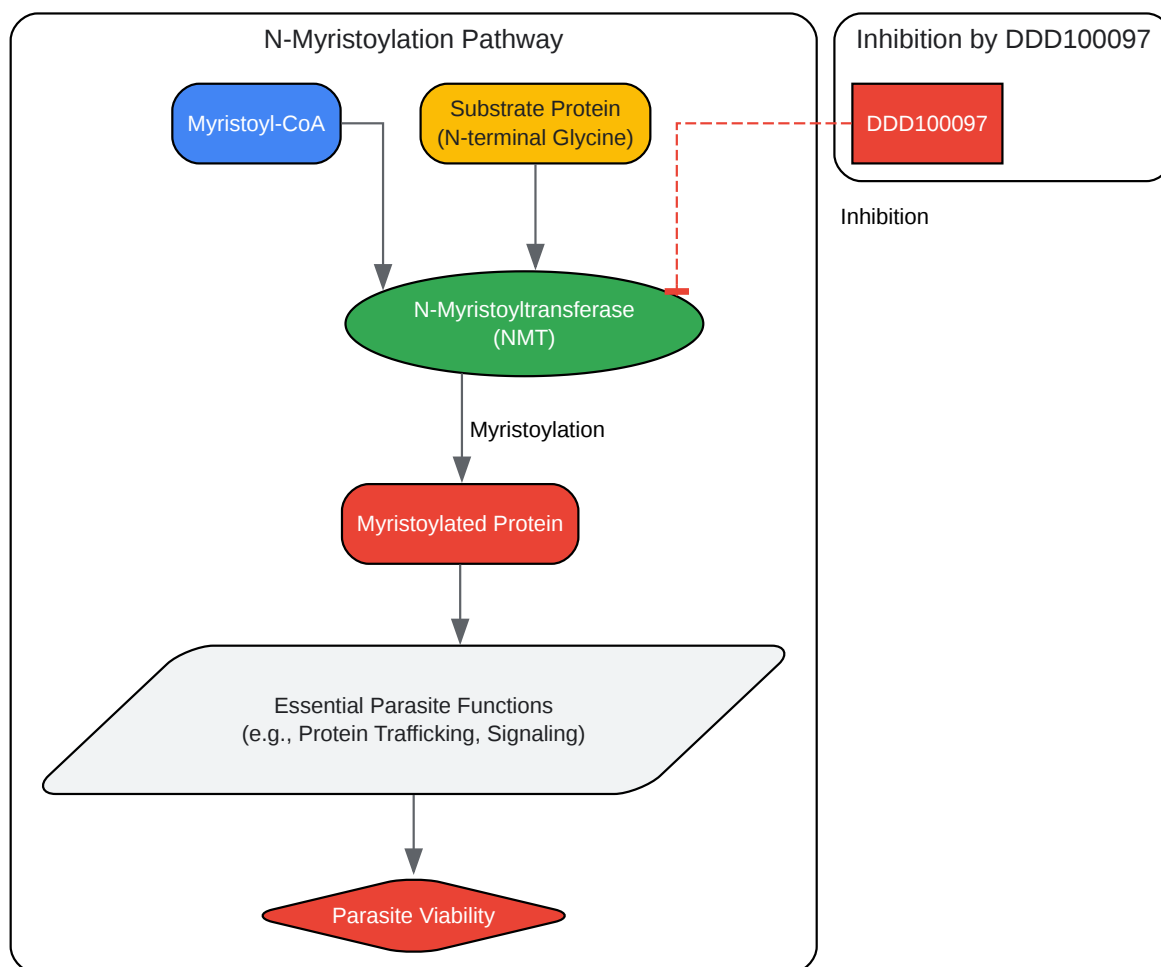 N-Myristoylation Pathway
Inhibition by DDD100097
Myristoyl-CoA
Substrate Protein
(N-terminal Glycine)
DDD100097
Inhibition
N-Myristoyltransferase
(NMT)
Myristoylation
Myristoylated Protein
Essential Parasite Functions
(e.g., Protein Trafficking, Signaling)
Parasite Viability